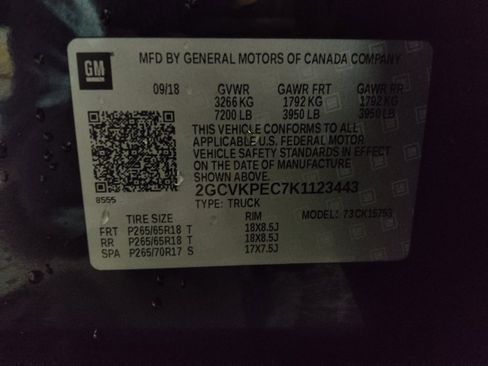 GM
MFD BY GENERAL MOTORS OF CANADA COMPANY
09/18 GVWR GAWR FRT GAWR RR
3266 KG 1792 KG 1792 KG
7200 LB 3950 LB 3950 LB
THIS VEHICLE CONFORMS TO ALL
APPLICABLE U.S. FEDERAL MOTOR
VEHICLE SAFETY STANDARDS IN EFFECT
ON THE DATE OF MANUFACTURE
SHOWN ABOVE.
2GCVKPEC7K1123443
8555 TYPE: TRUCK
TIRE SIZE RIM MODEL:
FRT P265/65R18 T 18X8.5J
RR P265/65R18 T 18X8.5J
SPA P265/70R17 S 17X7.5J